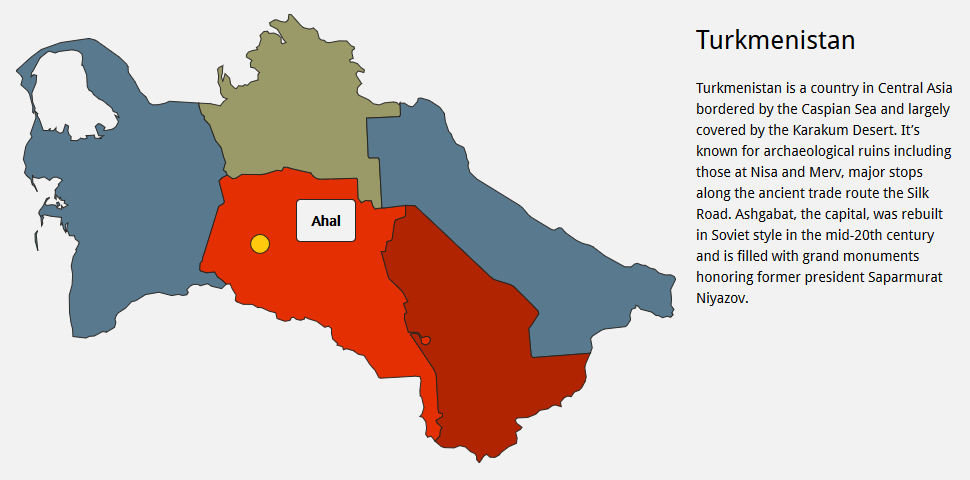 Turkmenistan
Turkmenistan is a country in Central Asia
bordered by the Caspian Sea and largely
covered by the Karakum Desert. It’s
known for archaeological ruins including
those at Nisa and Merv, major stops
along the ancient trade route the Silk
Road. Ashgabat, the capital, was rebuilt
in Soviet style in the mid-20th century
and is filled with grand monuments
honoring former president Saparmurat
Niyazov.
Ahal